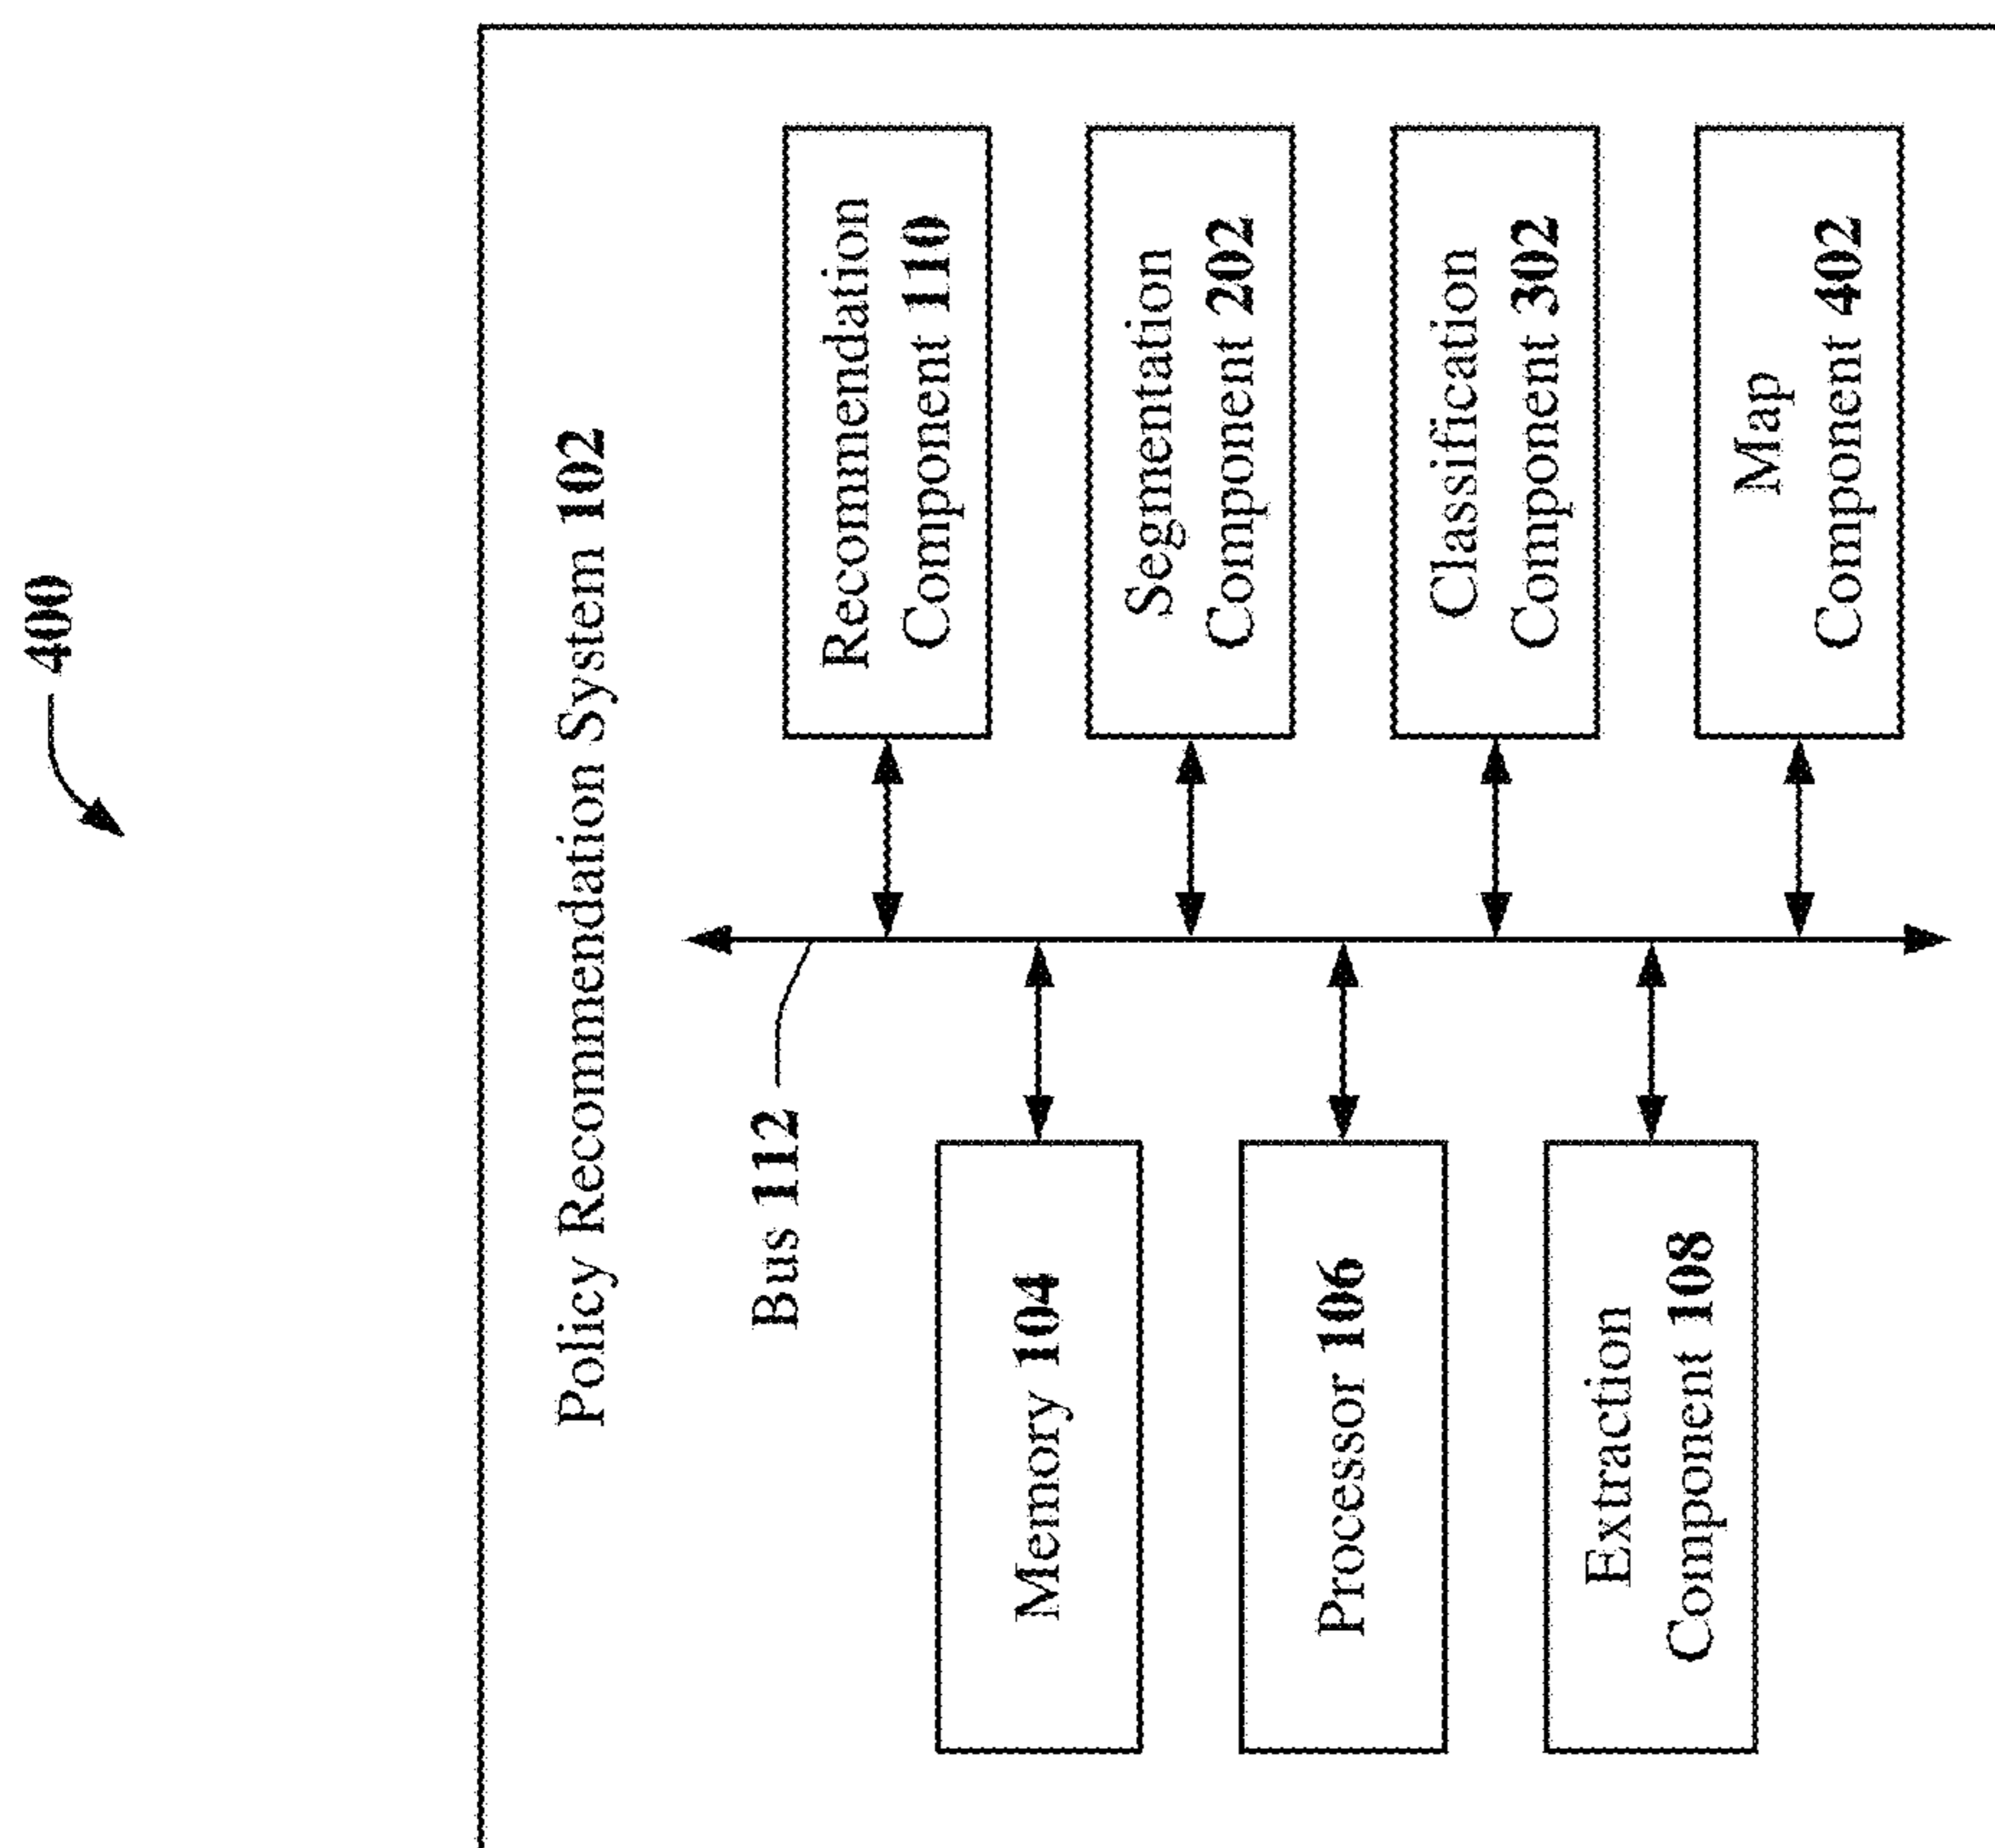 400
Policy Recommendation System 102
Bus 112
Memory 104
Processor 106
Extraction
Component 108
Recommendation
Component 110
Segmentation
Component 202
Classification
Component 302
Map
Component 402